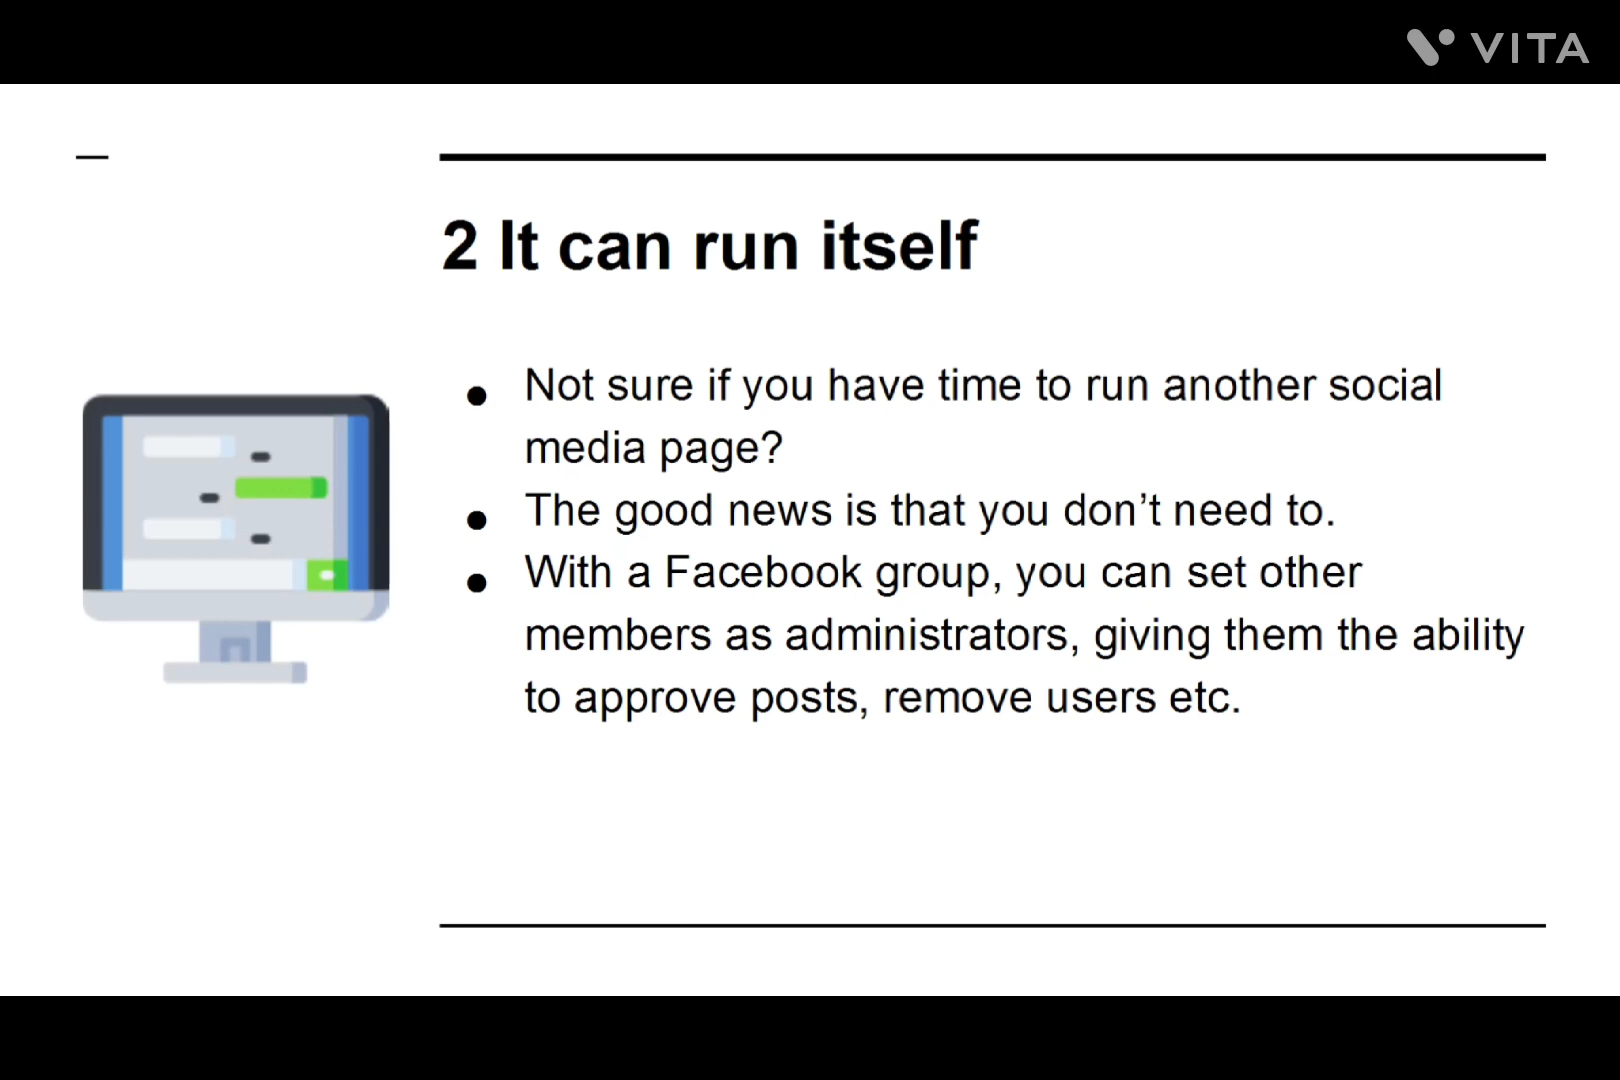 VITA
2 It can run itself
● Not sure if you have time to run another social
media page?
● The good news is that you don’t need to.
● With a Facebook group, you can set other
members as administrators, giving them the ability
to approve posts, remove users etc.